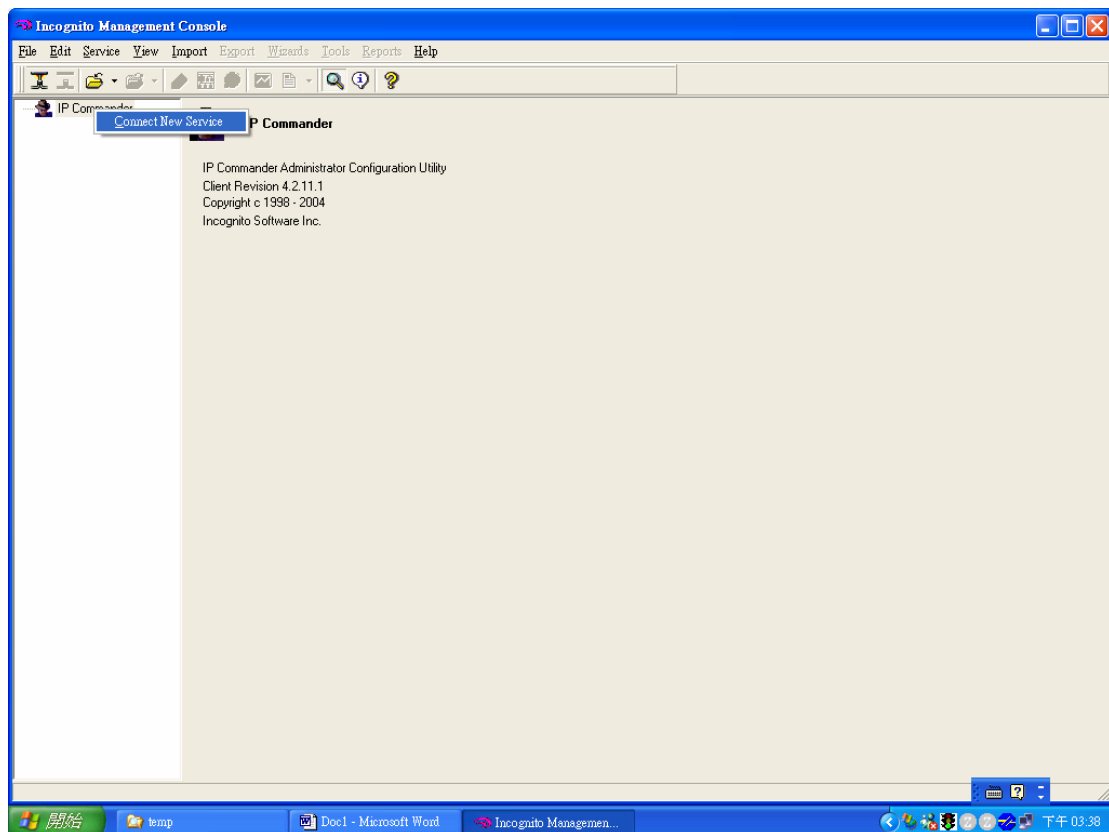 Incognito Management Console
File Edit Service View Import Export Wizards Tools Reports Help
IP Commander
Connect New Service
P Commander
IP Commander Administrator Configuration Utility
Client Revision 4.2.11.1
Copyright c 1998 - 2004
Incognito Software Inc.
開始 temp Doc1 - Microsoft Word Incognito Managemen... 下午 03:38